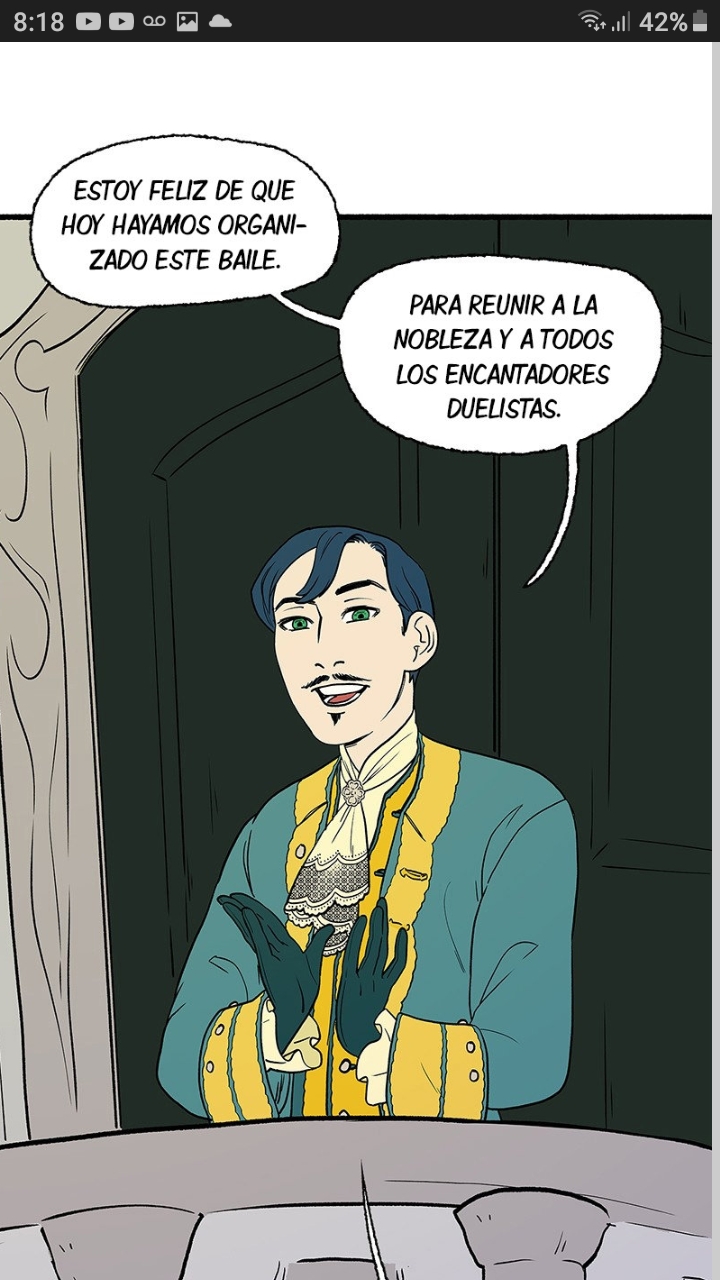 8:18
42%
ESTOY FELIZ DE QUE
HOY HAYAMOS ORGANI-
ZADO ESTE BAILE.
PARA REUNIR A LA
NOBLEZA Y A TODOS
LOS ENCANTADORES
DUELISTAS.